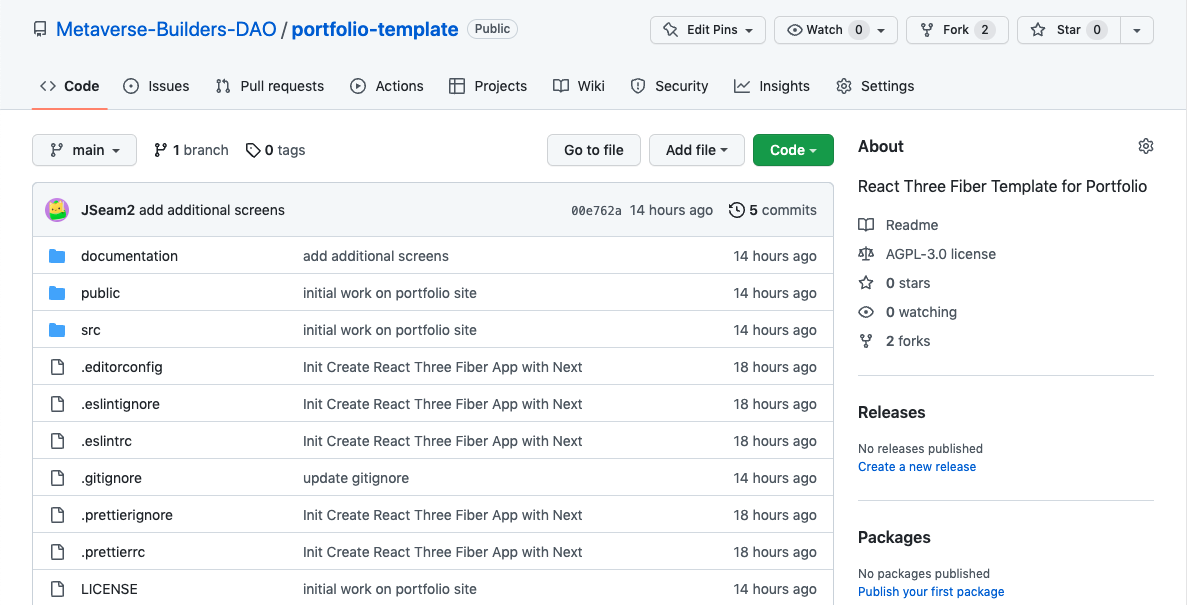 Metaverse-Builders-DAO / portfolio-template Public
Edit Pins Watch 0 Fork 2 Star 0
Code Issues Pull requests Actions Projects Wiki Security Insights Settings
main 1 branch 0 tags Go to file Add file Code
JSeam2 add additional screens 00e762a 14 hours ago 5 commits
documentation add additional screens 14 hours ago
public initial work on portfolio site 14 hours ago
src initial work on portfolio site 14 hours ago
.editorconfig Init Create React Three Fiber App with Next 18 hours ago
.eslintignore Init Create React Three Fiber App with Next 18 hours ago
.eslintrc Init Create React Three Fiber App with Next 18 hours ago
.gitignore update gitignore 14 hours ago
.prettierignore Init Create React Three Fiber App with Next 18 hours ago
.prettierrc Init Create React Three Fiber App with Next 18 hours ago
LICENSE initial work on portfolio site 14 hours ago
About
React Three Fiber Template for Portfolio
Readme
AGPL-3.0 license
0 stars
0 watching
2 forks
Releases
No releases published
Create a new release
Packages
No packages published
Publish your first package